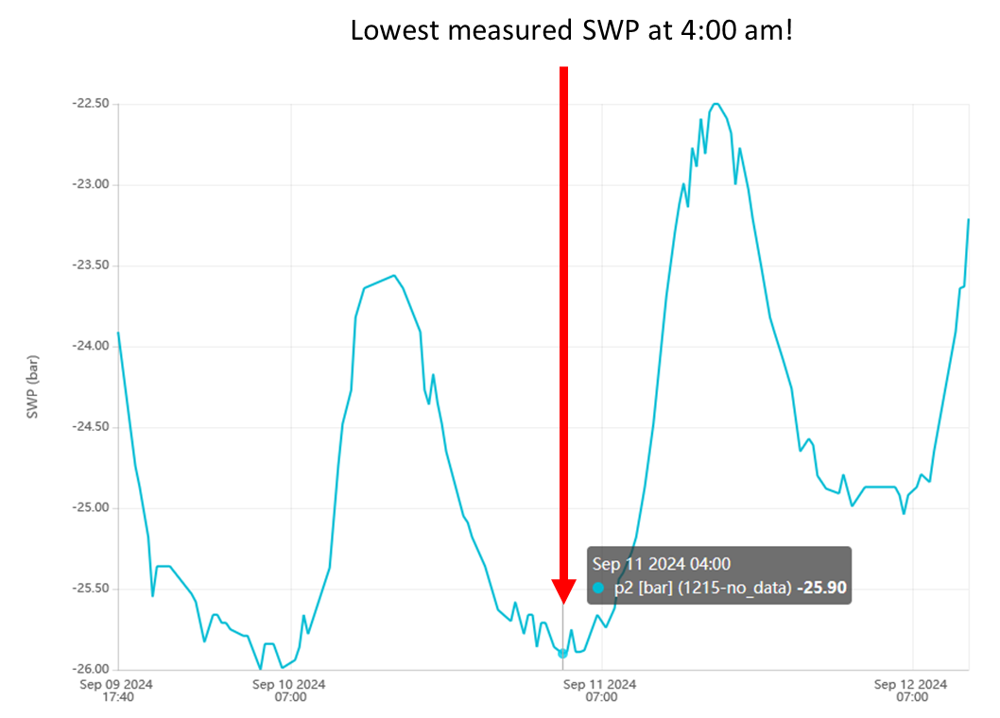 Lowest measured SWP at 4:00 am!
-22.50
-23.00
-23.50
-24.00
-24.50
-25.00
-25.50
-26.00
SWP (bar)
Sep 11 2024 04:00
p2 [bar] (1215-no_data) -25.90
Sep 09 2024
17:40
Sep 10 2024
07:00
Sep 11 2024
07:00
Sep 12 2024
07:00